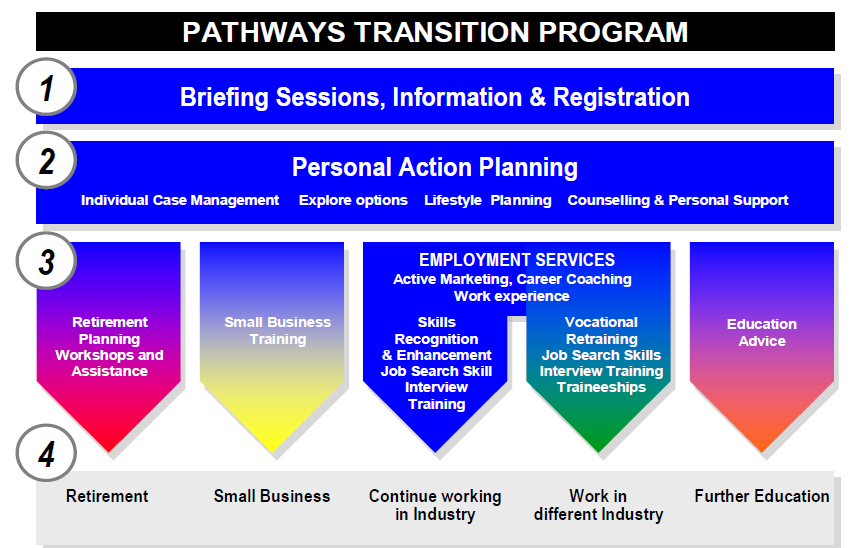 PATHWAYS TRANSITION PROGRAM
1
Briefing Sessions, Information & Registration
2
Personal Action Planning
Individual Case Management Explore options Lifestyle Planning Counselling & Personal Support
3
Retirement
Planning
Workshops and
Assistance
Small Business
Training
EMPLOYMENT SERVICES
Active Marketing, Career Coaching
Work experience
Skills
Recognition
& Enhancement
Job Search Skill
Interview
Training
Vocational
Retraining
Job Search Skills
Interview Training
Traineeships
Education
Advice
4
Retirement
Small Business
Continue working
in Industry
Work in
different Industry
Further Education